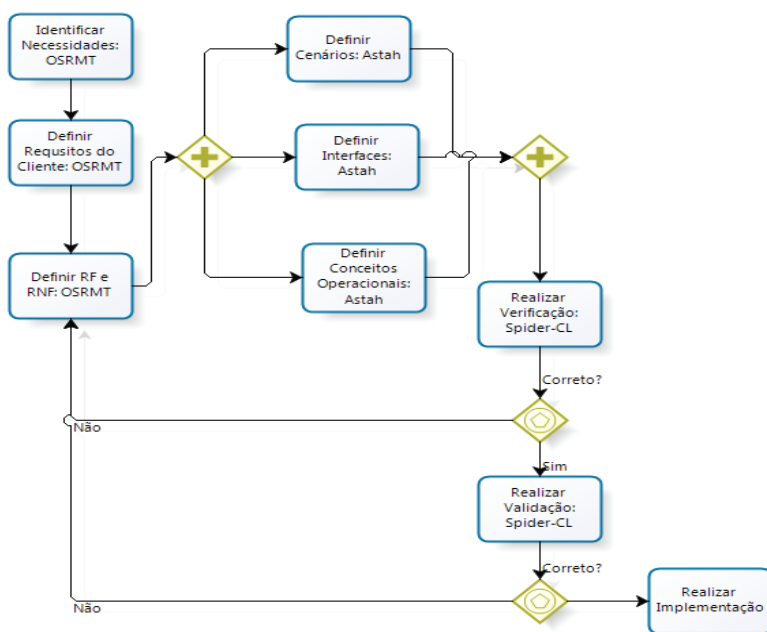 Identificar
Necessidades:
OSRMT
Definir
Requsitos do
Cliente: OSRMT
Definir RF e
RNF: OSRMT
Definir
Cenários: Astah
Definir
Interfaces:
Astah
Definir
Conceitos
Operacionais:
Astah
Realizar
Verificação:
Spider-CL
Correto?
Não
Sim
Realizar
Validação:
Spider-CL
Correto?
Não
Realizar
Implementação